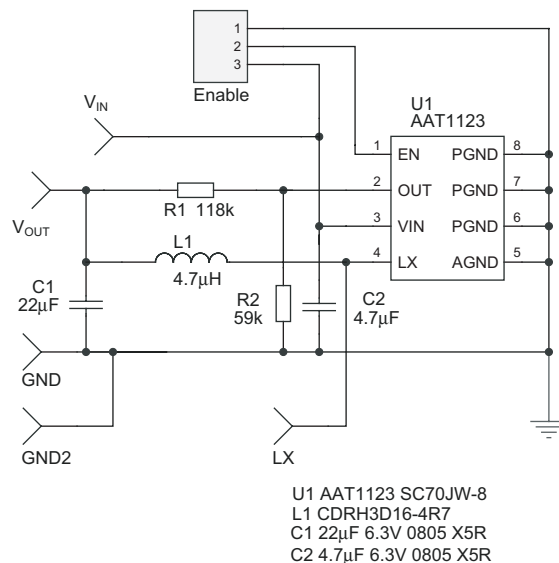 1
2
3
Enable
V_IN
U1
AAT1123
1 EN PGND 8
2 OUT PGND 7
3 VIN PGND 6
4 LX AGND 5
R1 118k
V_OUT
L1
4.7μH
C1
22μF
R2
59k
C2
4.7μF
GND
GND2
LX
U1 AAT1123 SC70JW-8
L1 CDRH3D16-4R7
C1 22μF 6.3V 0805 X5R
C2 4.7μF 6.3V 0805 X5R